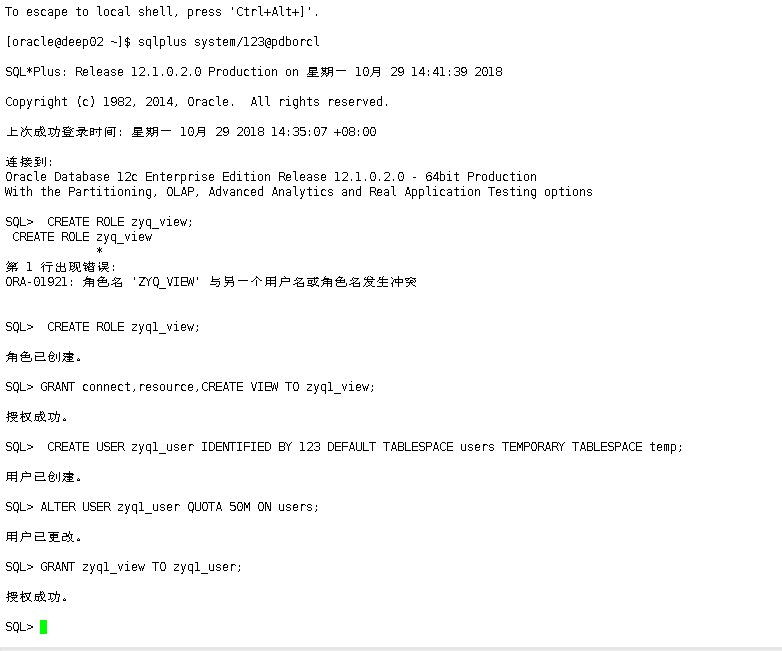 To escape to local shell, press 'Ctrl+Alt+]'.
[oracle@deep02 ~]$ sqlplus system/123@pdborcl
SQL*Plus: Release 12.1.0.2.0 Production on 星期一 10月 29 14:41:39 2018
Copyright (c) 1982, 2014, Oracle.  All rights reserved.
上次成功登录时间: 星期一 10月 29 2018 14:35:07 +08:00
连接到:
Oracle Database 12c Enterprise Edition Release 12.1.0.2.0 - 64bit Production
With the Partitioning, OLAP, Advanced Analytics and Real Application Testing options
SQL>  CREATE ROLE zyq_view;
 CREATE ROLE zyq_view
             *
第 1 行出现错误:
ORA-01921: 角色名 'ZYQ_VIEW' 与另一个用户名或角色名发生冲突
SQL>  CREATE ROLE zyq1_view;
角色已创建。
SQL> GRANT connect,resource,CREATE VIEW TO zyq1_view;
授权成功。
SQL>  CREATE USER zyq1_user IDENTIFIED BY 123 DEFAULT TABLESPACE users TEMPORARY TABLESPACE temp;
用户已创建。
SQL> ALTER USER zyq1_user QUOTA 50M ON users;
用户已更改。
SQL> GRANT zyq1_view TO zyq1_user;
授权成功。
SQL>